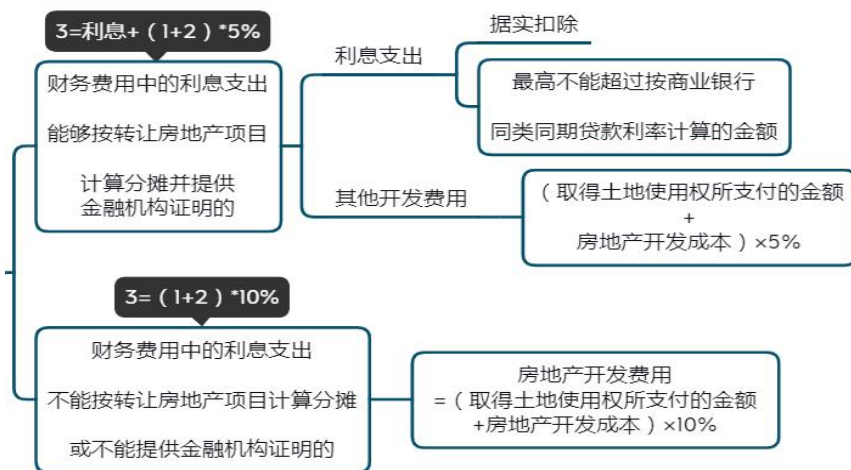 3=利息+（1+2）*5%
财务费用中的利息支出
能够按转让房地产项目
计算分摊并提供
金融机构证明的
利息支出
据实扣除
最高不能超过按商业银行
同类同期贷款利率计算的金额
其他开发费用
（取得土地使用权所支付的金额
+
房地产开发成本）×5%
3=（1+2）*10%
财务费用中的利息支出
不能按转让房地产项目计算分摊
或不能提供金融机构证明的
房地产开发费用
=（取得土地使用权所支付的金额
+房地产开发成本）×10%